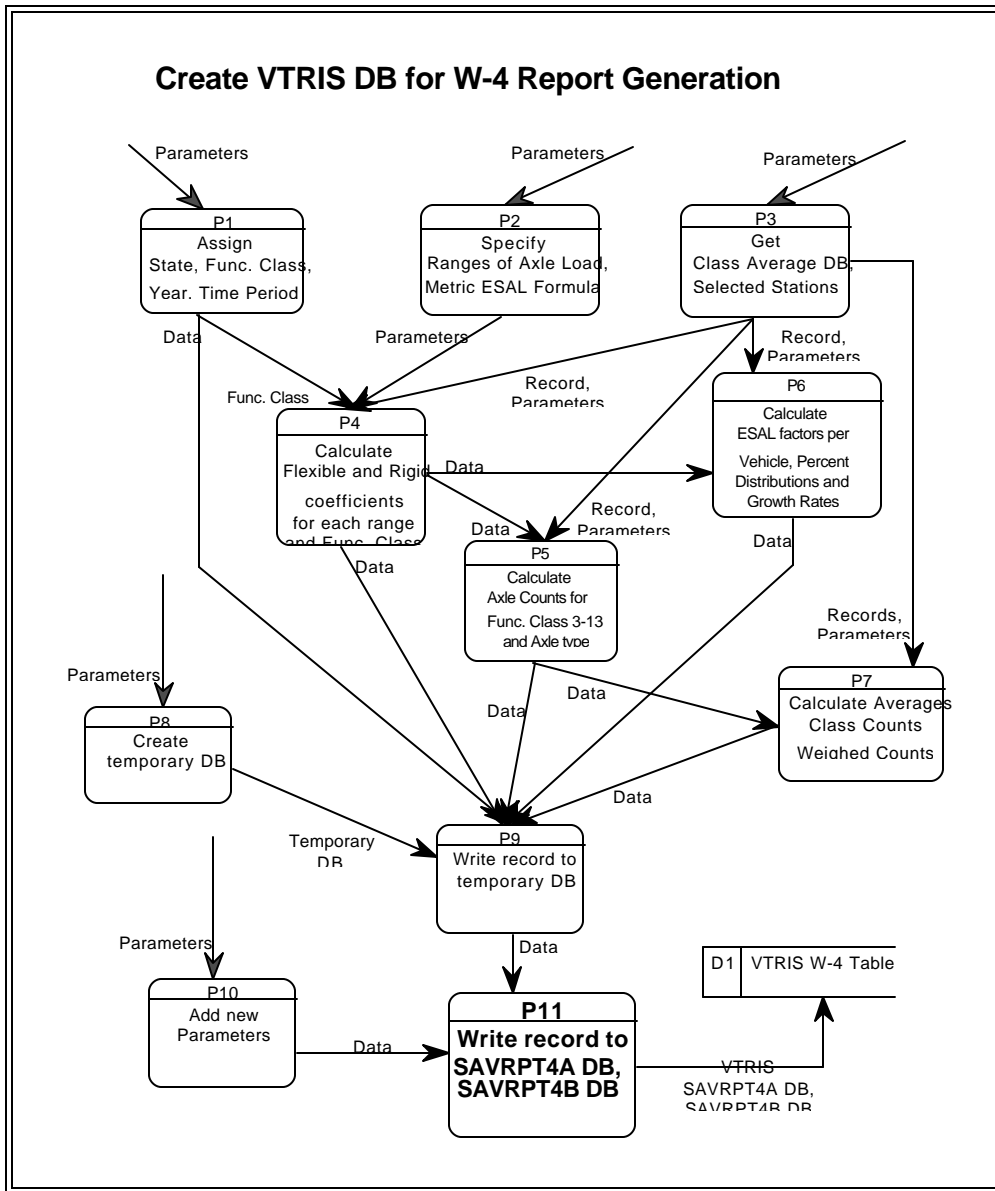 Create VTRIS DB for W-4 Report Generation
Parameters
Parameters
Parameters
P1
Assign
State, Func. Class,
Year. Time Period
P2
Specify
Ranges of Axle Load,
Metric ESAL Formula
P3
Get
Class Average DB,
Selected Stations
Data
Parameters
Record,
Parameters
Func. Class
Record,
Parameters
P4
Calculate
Flexible and Rigid
coefficients
for each range
and Func. Class
P6
Calculate
ESAL factors per
Vehicle, Percent
Distributions and
Growth Rates
Data
Record,
Parameters
Data
Data
Data
P5
Calculate
Axle Counts for
Func. Class 3-13
and Axle type
Records,
Parameters
Parameters
Data
Data
P7
Calculate Averages
Class Counts
Weighed Counts
P8
Create
temporary DB
Data
Temporary
DB
P9
Write record to
temporary DB
Parameters
Data
D1
VTRIS W-4 Table
P10
Add new
Parameters
Data
P11
Write record to
SAVRPT4A DB,
SAVRPT4B DB
VTRIS
SAVRPT4A DB,
SAVRPT4B DB